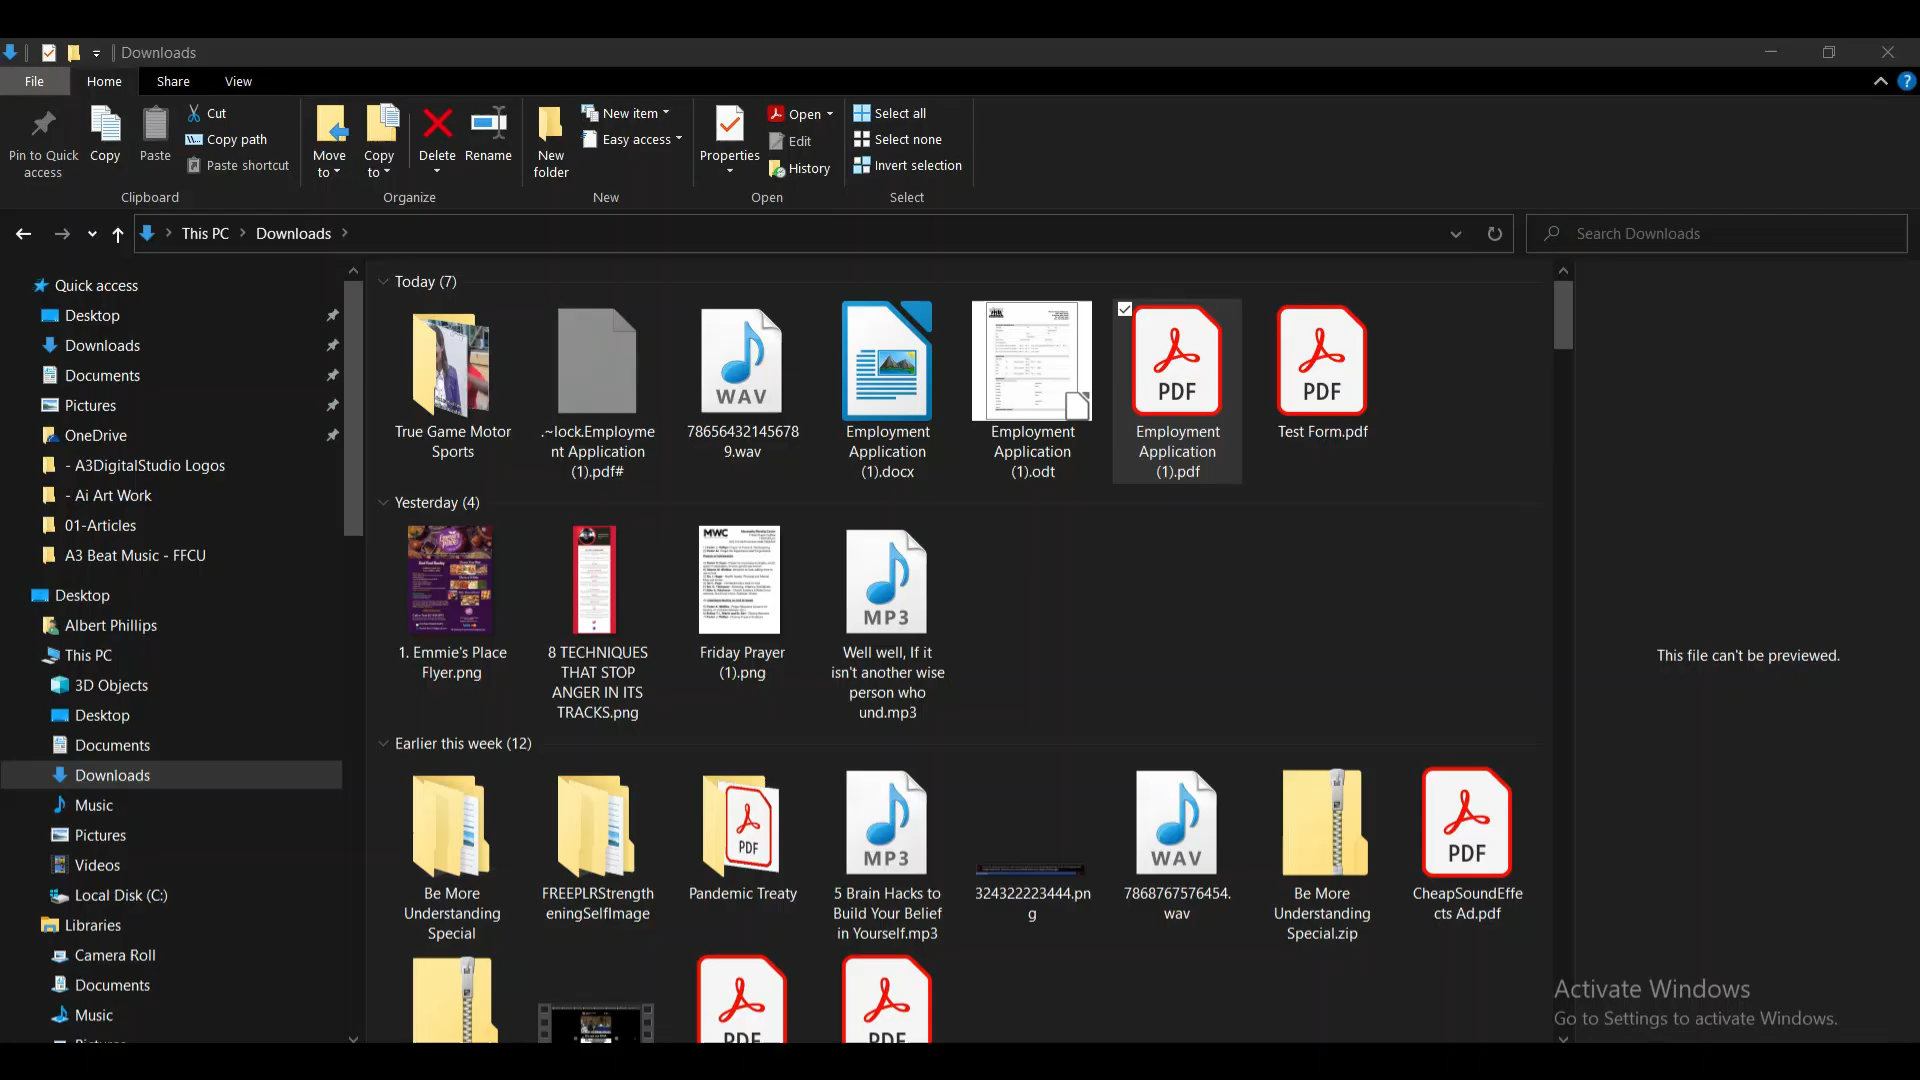 Downloads
File Home Share View
Pin to Quick access
Copy
Paste
Cut
Copy path
Paste shortcut
Clipboard
Move to
Copy to
Delete
Rename
Organize
New folder
New item
Easy access
New
Properties
Open
Edit
History
Open
Select all
Select none
Invert selection
Select
This PC Downloads
Search Downloads
Quick access
Desktop
Downloads
Documents
Pictures
OneDrive
- A3DigitalStudio Logos
- Ai Art Work
01-Articles
A3 Beat Music - FFCU
Desktop
Albert Phillips
This PC
3D Objects
Desktop
Documents
Downloads
Music
Pictures
Videos
Local Disk (C:)
Libraries
Camera Roll
Documents
Music
Today (7)
True Game Motor
Sports
.~lock.Employme
nt Application
(1).pdf#
WAV
78656432145678
9.wav
Employment
Application
(1).docx
Employment
Application
(1).odt
PDF
Employment
Application
(1).pdf
PDF
Test Form.pdf
Yesterday (4)
1. Emmie's Place
Flyer.png
8 TECHNIQUES
THAT STOP
ANGER IN ITS
TRACKS.png
MWC
Friday Prayer
(1).png
MP3
Well well, If it
isn't another wise
person who
und.mp3
Earlier this week (12)
Be More
Understanding
Special
FREEPLRStrength
eningSelfImage
PDF
Pandemic Treaty
MP3
5 Brain Hacks to
Build Your Belief
in Yourself.mp3
324322223444.pn
g
WAV
7868767576454.
wav
Be More
Understanding
Special.zip
PDF
CheapSoundEffe
cts Ad.pdf
PDF
PDF
This file can't be previewed.
Activate Windows
Go to Settings to activate Windows.